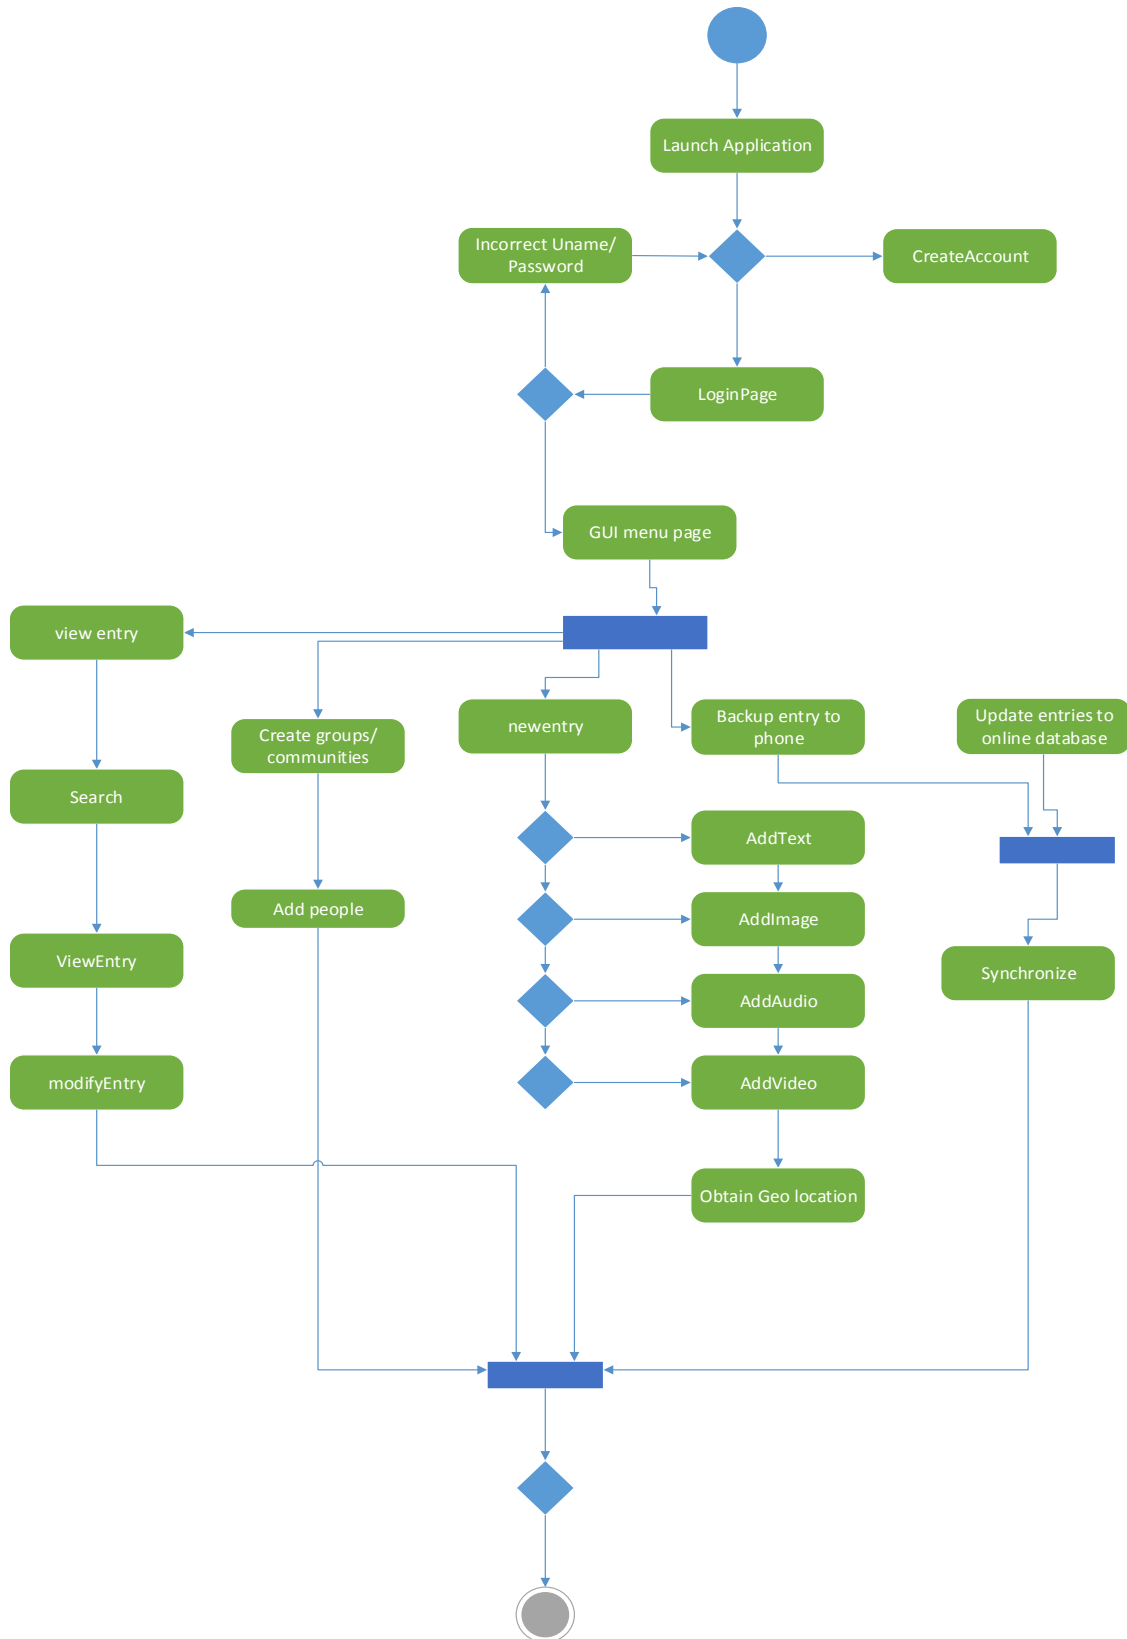 Launch Application
Incorrect Uname/
Password
CreateAccount
LoginPage
GUI menu page
view entry
Create groups/
communities
newentry
Backup entry to
phone
Update entries to
online database
Search
AddText
Add people
AddImage
ViewEntry
AddAudio
Synchronize
modifyEntry
AddVideo
Obtain Geo location